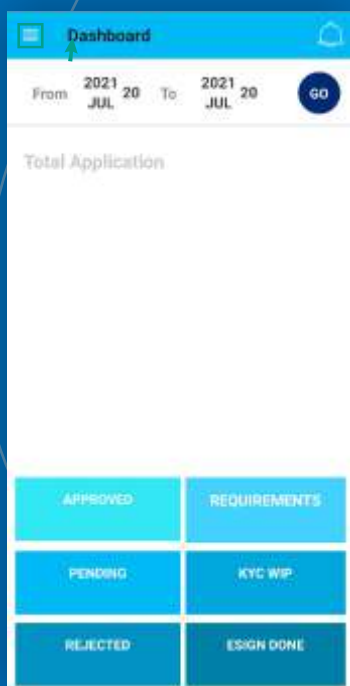 Dashboard
From 2021 JUL 20 To 2021 JUL 20 GO
Total Application
APPROVED REQUIREMENTS
PENDING KYC WIP
REJECTED ESIGN DONE